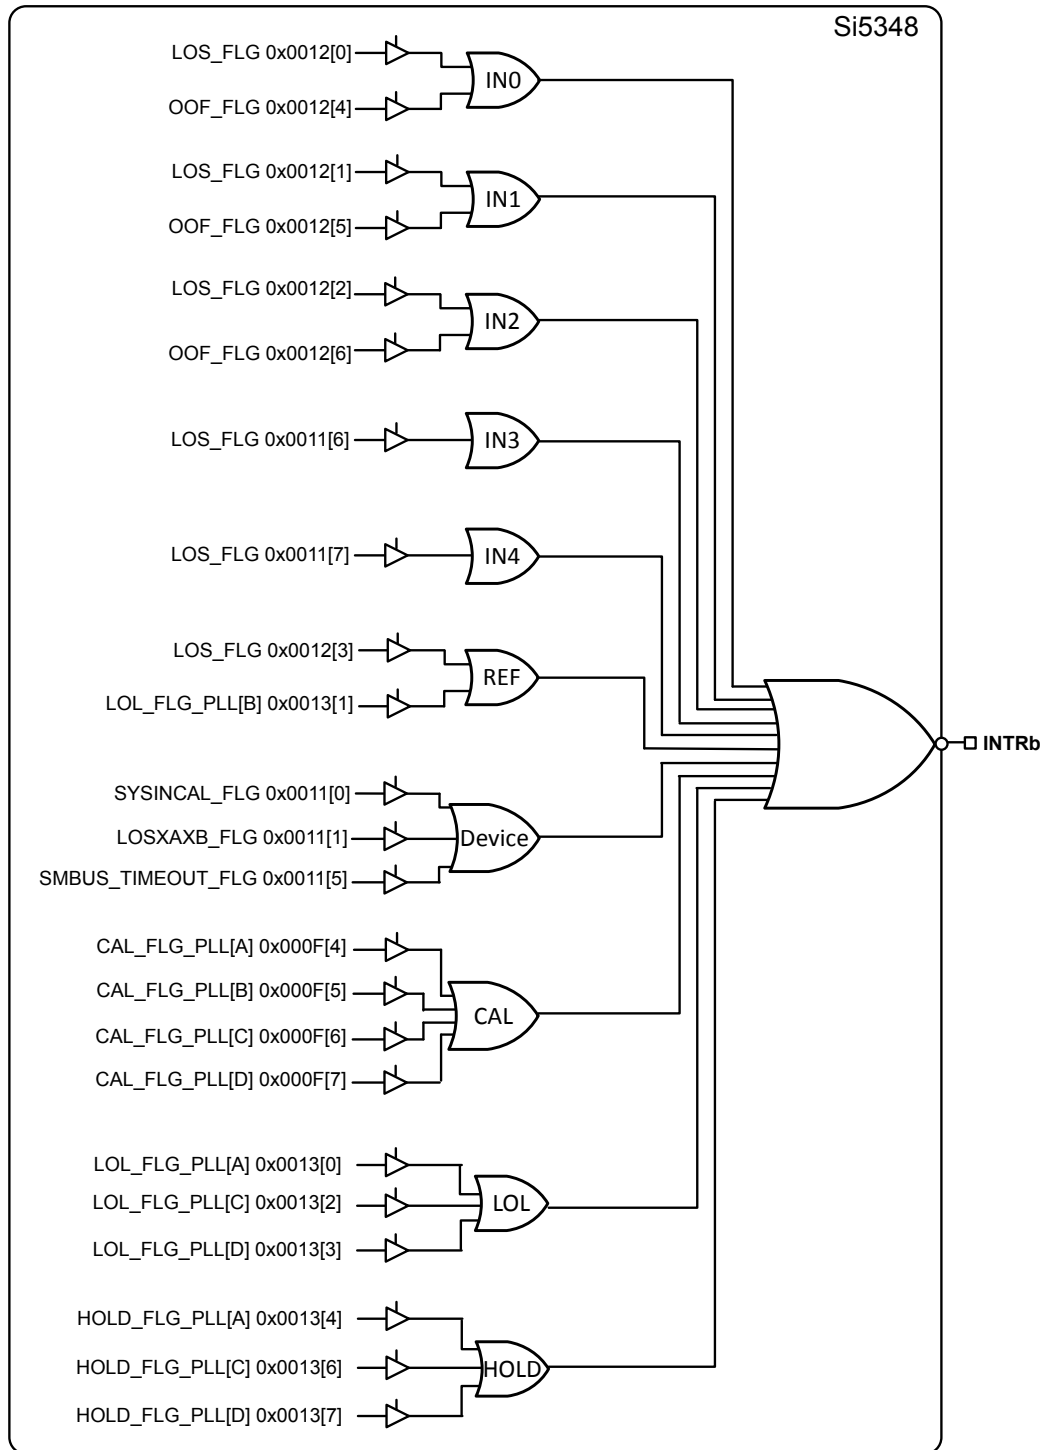 Si5348
LOS_FLG 0x0012[0]
IN0
OOF_FLG 0x0012[4]
LOS_FLG 0x0012[1]
IN1
OOF_FLG 0x0012[5]
LOS_FLG 0x0012[2]
IN2
OOF_FLG 0x0012[6]
LOS_FLG 0x0011[6]
IN3
LOS_FLG 0x0011[7]
IN4
LOS_FLG 0x0012[3]
REF
LOL_FLG_PLL[B] 0x0013[1]
INTRb
SYSINCAL_FLG 0x0011[0]
LOSXAXB_FLG 0x0011[1]
Device
SMBUS_TIMEOUT_FLG 0x0011[5]
CAL_FLG_PLL[A] 0x000F[4]
CAL_FLG_PLL[B] 0x000F[5]
CAL
CAL_FLG_PLL[C] 0x000F[6]
CAL_FLG_PLL[D] 0x000F[7]
LOL_FLG_PLL[A] 0x0013[0]
LOL_FLG_PLL[C] 0x0013[2]
LOL
LOL_FLG_PLL[D] 0x0013[3]
HOLD_FLG_PLL[A] 0x0013[4]
HOLD_FLG_PLL[C] 0x0013[6]
HOLD
HOLD_FLG_PLL[D] 0x0013[7]